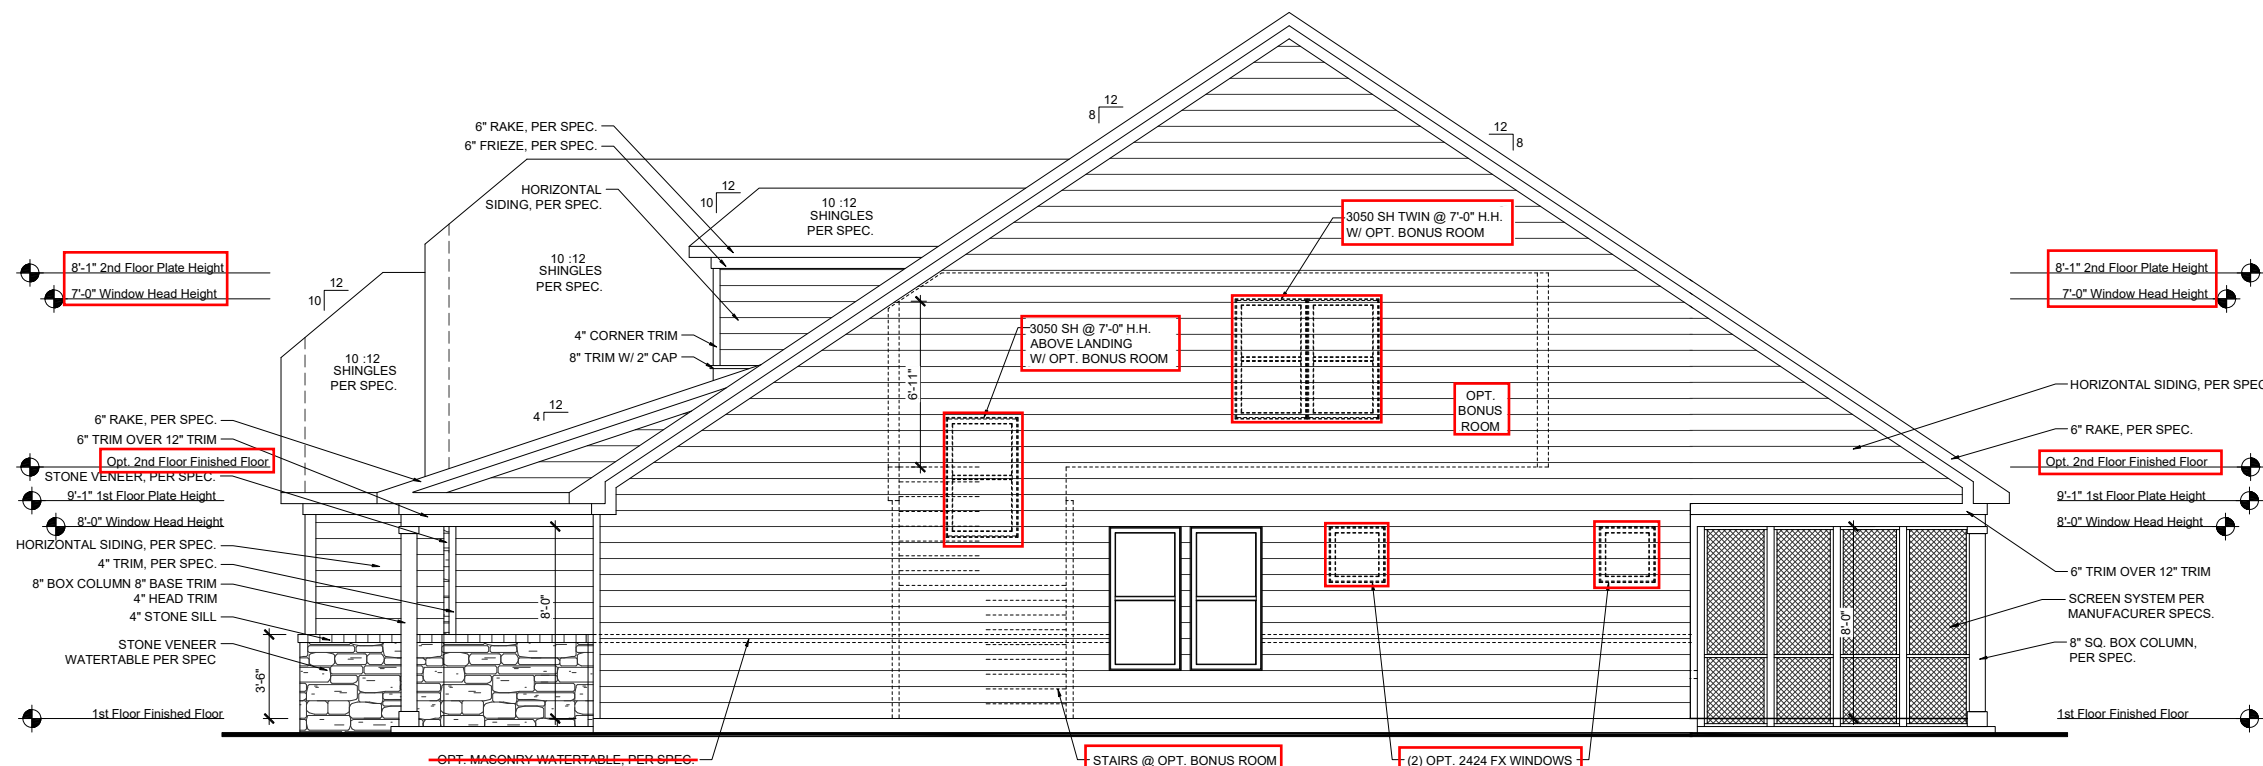 12
8
12
8
6" RAKE, PER SPEC.
6" FRIEZE, PER SPEC.
HORIZONTAL
SIDING, PER SPEC.
12
10
10 :12
SHINGLES
PER SPEC.
3050 SH TWIN @ 7'-0" H.H.
W/ OPT. BONUS ROOM
8'-1" 2nd Floor Plate Height
7'-0" Window Head Height
12
10
10 :12
SHINGLES
PER SPEC.
8'-1" 2nd Floor Plate Height
7'-0" Window Head Height
4" CORNER TRIM
8" TRIM W/ 2" CAP
3050 SH @ 7'-0" H.H.
ABOVE LANDING
W/ OPT. BONUS ROOM
10 :12
SHINGLES
PER SPEC.
6'-11"
OPT.
BONUS
ROOM
HORIZONTAL SIDING, PER SPEC
12
4
6" RAKE, PER SPEC.
6" TRIM OVER 12" TRIM
Opt. 2nd Floor Finished Floor
STONE VENEER, PER SPEC.
9'-1" 1st Floor Plate Height
8'-0" Window Head Height
HORIZONTAL SIDING, PER SPEC.
4" TRIM, PER SPEC.
8" BOX COLUMN 8" BASE TRIM
4" HEAD TRIM
4" STONE SILL
STONE VENEER
WATERTABLE PER SPEC
3'-6"
8'-0"
1st Floor Finished Floor
6" RAKE, PER SPEC.
Opt. 2nd Floor Finished Floor
9'-1" 1st Floor Plate Height
8'-0" Window Head Height
6" TRIM OVER 12" TRIM
SCREEN SYSTEM PER
MANUFACURER SPECS.
8'-0"
8" SQ. BOX COLUMN,
PER SPEC.
1st Floor Finished Floor
OPT. MASONRY WATERTABLE, PER SPEC.
STAIRS @ OPT. BONUS ROOM
(2) OPT. 2424 FX WINDOWS